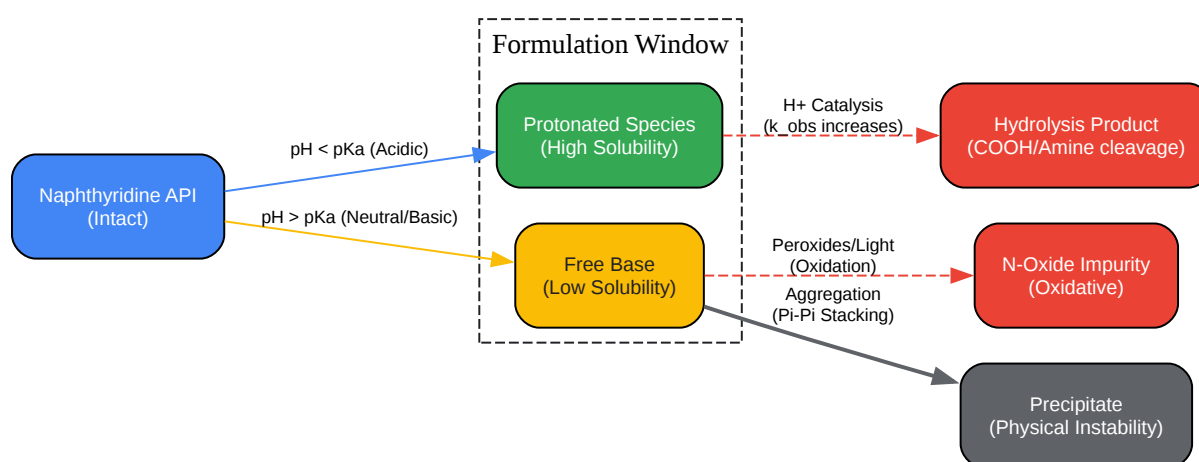 Formulation Window
Naphthyridine API
(Intact)
pH < pKa (Acidic)
pH > pKa (Neutral/Basic)
Protonated Species
(High Solubility)
Free Base
(Low Solubility)
H+ Catalysis
(k_obs increases)
Peroxides/Light
(Oxidation)
Aggregation
(Pi-Pi Stacking)
Hydrolysis Product
(COOH/Amine cleavage)
N-Oxide Impurity
(Oxidative)
Precipitate
(Physical Instability)